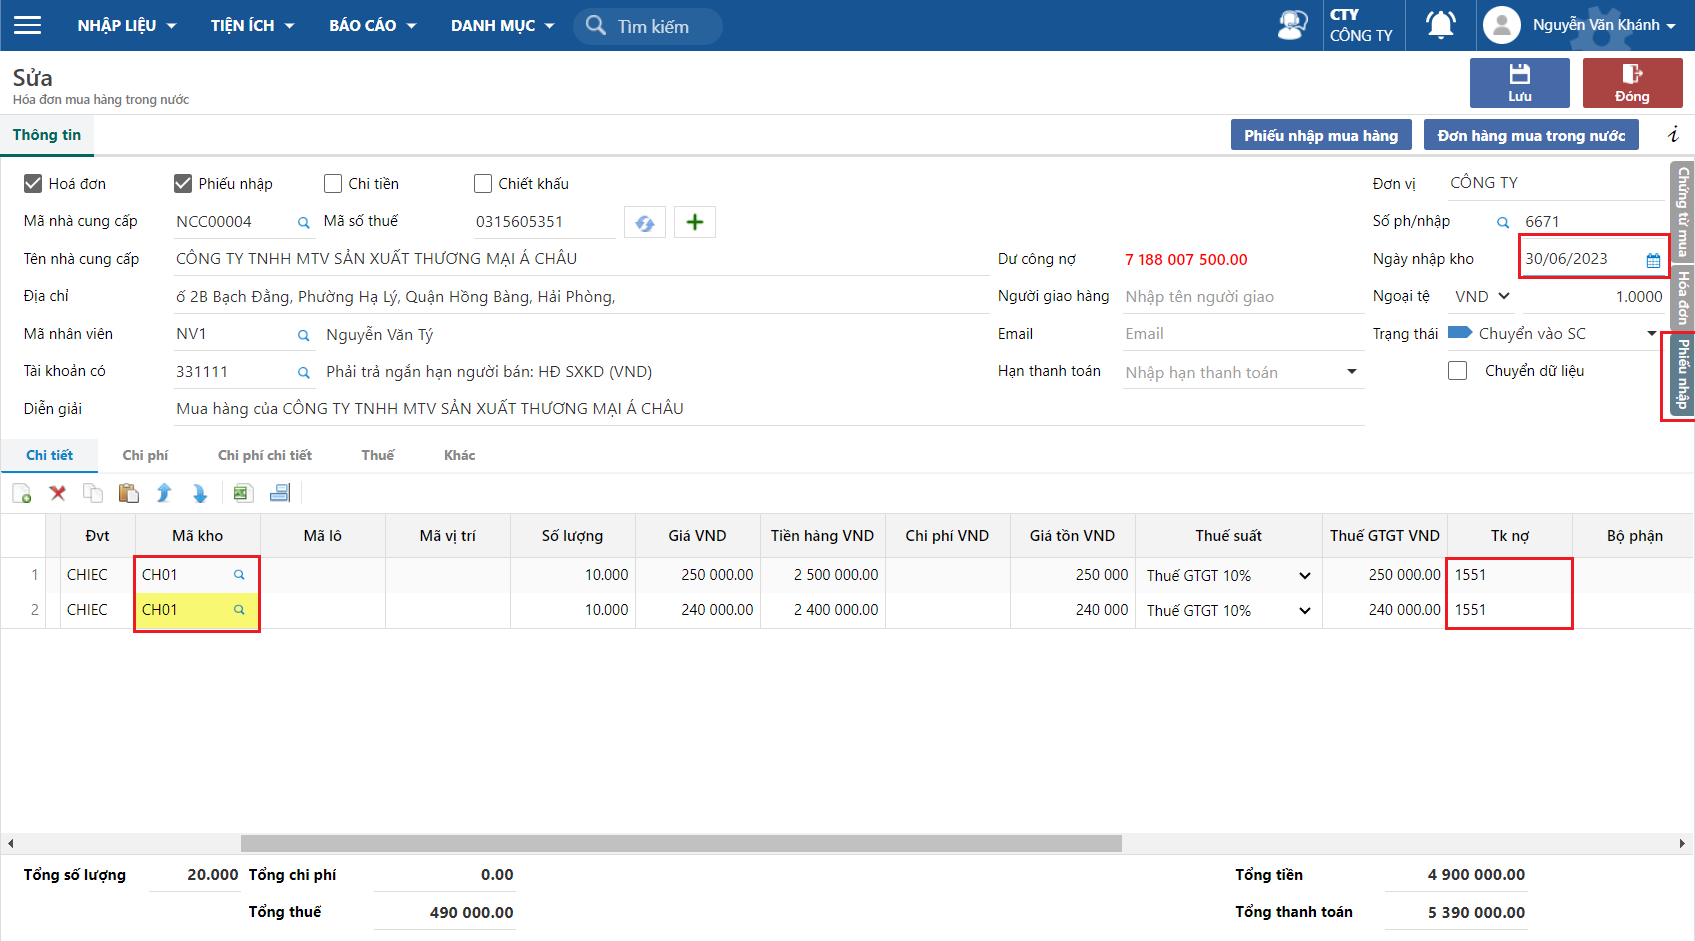 NHẬP LIỆU TIỆN ÍCH BÁO CÁO DANH MỤC Tìm kiếm CTY CÔNG TY Nguyễn Văn Khánh
Sửa
Hóa đơn mua hàng trong nước
Lưu Đóng
Thông tin Phiếu nhập mua hàng Đơn hàng mua trong nước i
Hoá đơn Phiếu nhập Chi tiền Chiết khấu Đơn vị CÔNG TY
Mã nhà cung cấp NCC00004 Mã số thuế 0315605351 Số ph/nhập 6671
Tên nhà cung cấp CÔNG TY TNHH MTV SẢN XUẤT THƯƠNG MẠI Á CHÂU Dư công nợ 7 188 007 500.00 Ngày nhập kho 30/06/2023
Địa chỉ ố 2B Bạch Đằng, Phường Hạ Lý, Quận Hồng Bàng, Hải Phòng, Người giao hàng Nhập tên người giao Ngoại tệ VND 1.0000
Mã nhân viên NV1 Nguyễn Văn Tý Email Email Trạng thái Chuyển vào SC
Tài khoản có 331111 Phải trả ngắn hạn người bán: HĐ SXKD (VND) Hạn thanh toán Nhập hạn thanh toán Chuyển dữ liệu
Diễn giải Mua hàng của CÔNG TY TNHH MTV SẢN XUẤT THƯƠNG MẠI Á CHÂU
Chứng từ mua
Hóa đơn
Phiếu nhập
Chi tiết Chi phí Chi phí chi tiết Thuế Khác
Đvt Mã kho Mã lô Mã vị trí Số lượng Giá VND Tiền hàng VND Chi phí VND Giá tồn VND Thuế suất Thuế GTGT VND Tk nợ Bộ phận
1 CHIEC CH01 10.000 250 000.00 2 500 000.00 250 000 Thuế GTGT 10% 250 000.00 1551
2 CHIEC CH01 10.000 240 000.00 2 400 000.00 240 000 Thuế GTGT 10% 240 000.00 1551
Tổng số lượng 20.000 Tổng chi phí 0.00 Tổng tiền 4 900 000.00
Tổng thuế 490 000.00 Tổng thanh toán 5 390 000.00